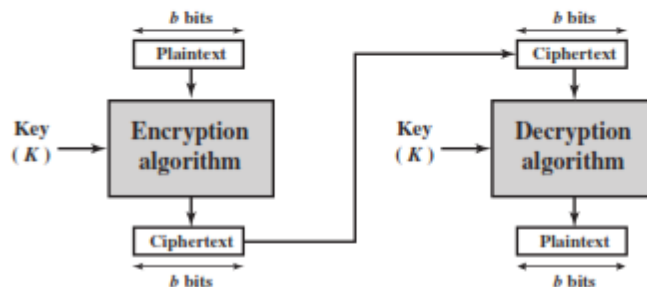 b bits
Plaintext
Key
( K )
Encryption
algorithm
Ciphertext
b bits
b bits
Ciphertext
Key
( K )
Decryption
algorithm
Plaintext
b bits